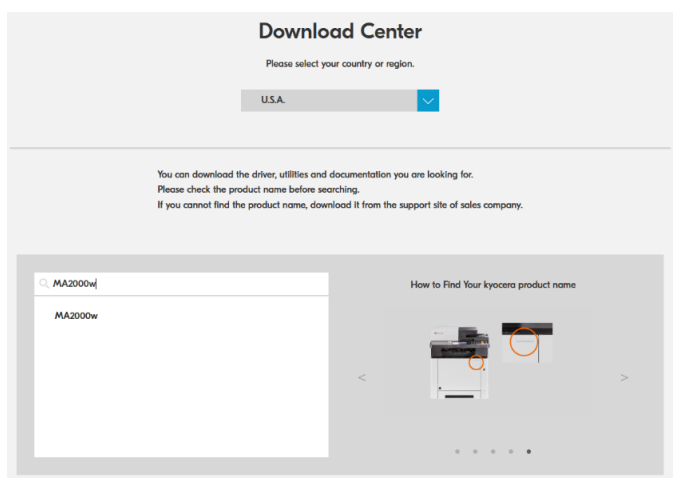 Download Center
Please select your country or region.
U.S.A.
You can download the driver, utilities and documentation you are looking for.
Please check the product name before searching.
If you cannot find the product name, download it from the support site of sales company.
MA2000w
How to Find Your kyocera product name
MA2000w
<
>